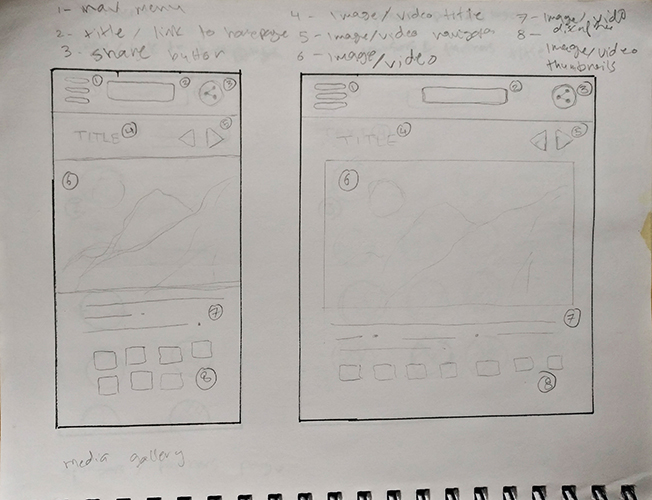 1- nav menu
2- title / link to homepage
3. share button
4 - Image/video title
5 - Image/video navigator
6 - Image/video
7 - Image/video
8 -
Image/video
thumbnails
1
2
3
TITLE 4
5
6
7
8
1
2
3
TITLE 4
5
6
7
8
media gallery